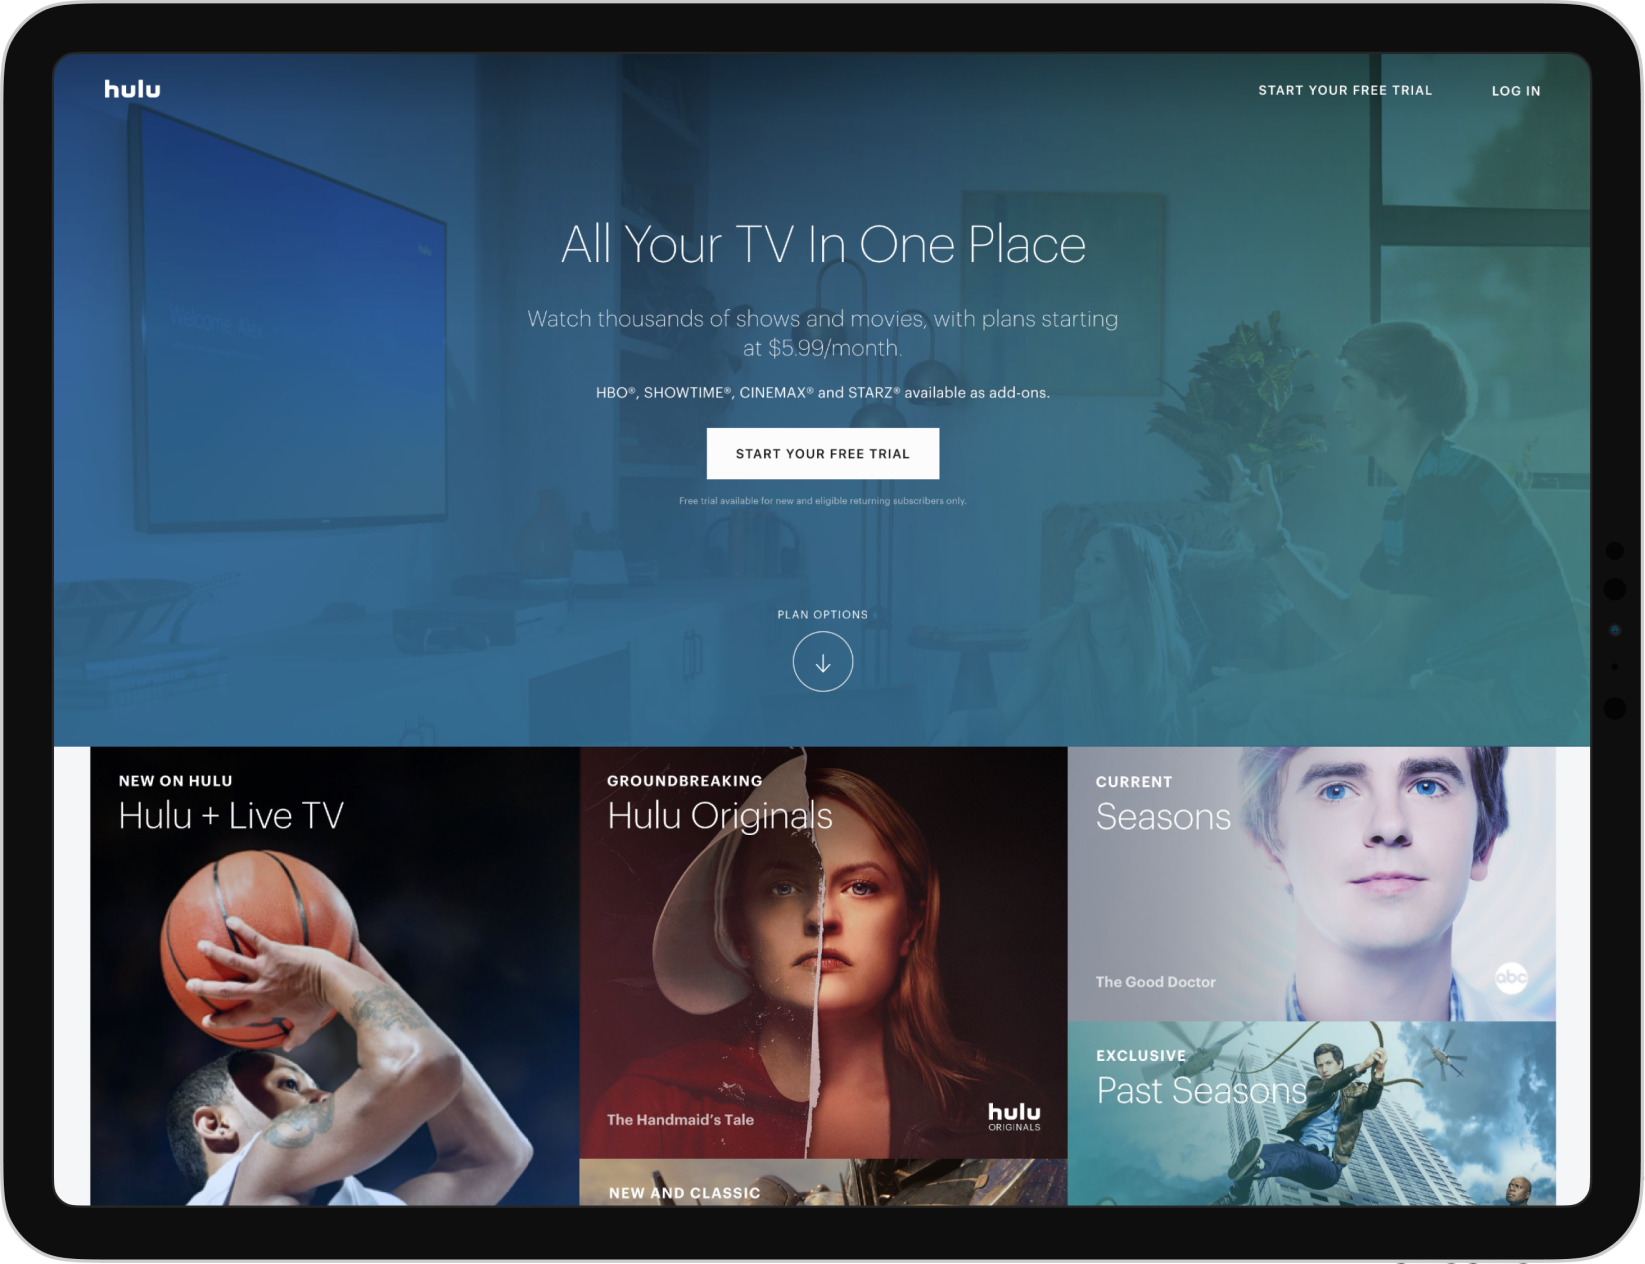 hulu
START YOUR FREE TRIAL
LOG IN
Welcome, Alex
All Your TV In One Place
Watch thousands of shows and movies, with plans starting
at $5.99/month.
HBO®, SHOWTIME®, CINEMAX® and STARZ® available as add-ons.
START YOUR FREE TRIAL
Free trial available for new and eligible returning subscribers only.
PLAN OPTIONS
NEW ON HULU
Hulu + Live TV
GROUNDBREAKING
Hulu Originals
The Handmaid's Tale
hulu
ORIGINALS
NEW AND CLASSIC
CURRENT
Seasons
The Good Doctor
abc
EXCLUSIVE
Past Seasons